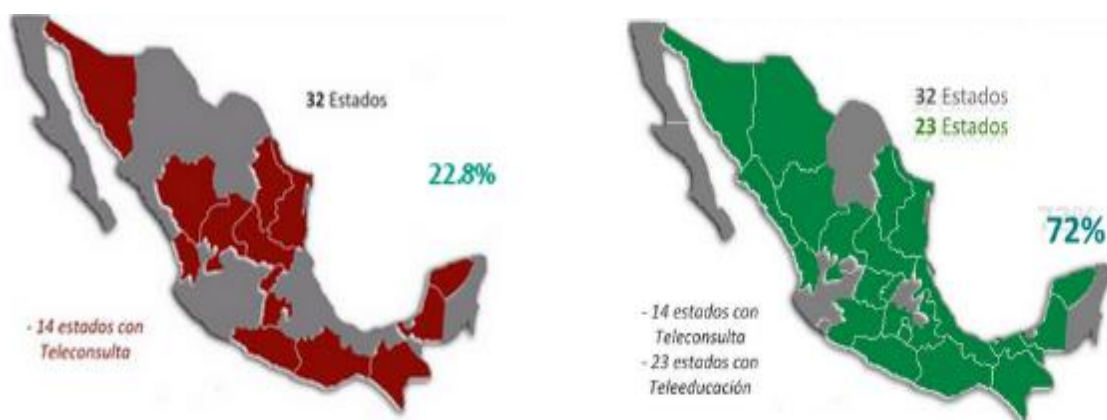 32 Estados
22.8%
- 14 estados con
Teleconsulta
32 Estados
23 Estados
72%
- 14 estados con
Teleconsulta
- 23 estados con
Teleeducación